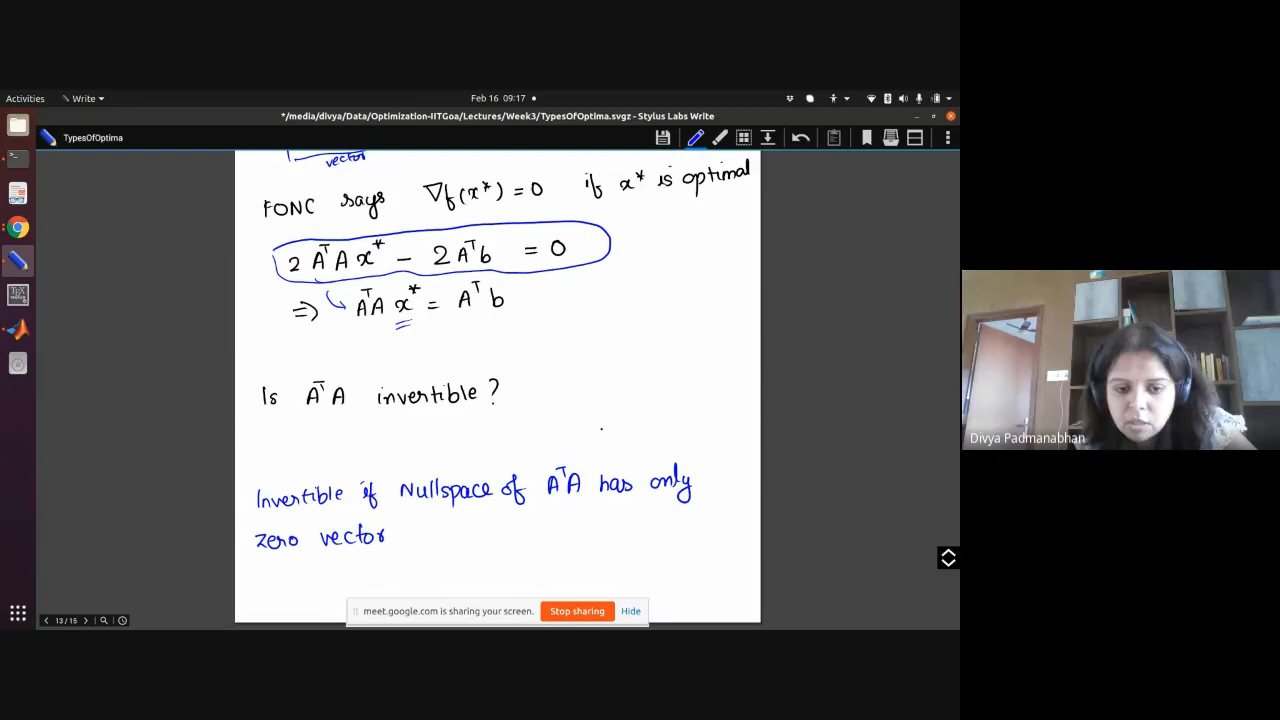 Activities
Write
Feb 16 09:17
*/media/divya/Data/Optimization-IITGoa/Lectures/Week3/TypesOfOptima.svgz - Stylus Labs Write
TypesOfOptima
vector
FONC says ∇f(x*) = 0 if x* is optimal
2 AᵀA x* - 2 Aᵀb = 0
⇒ AᵀA x* = Aᵀ b
Is AᵀA invertible?
Invertible if Nullspace of AᵀA has only
zero vector
Divya Padmanabhan
meet.google.com is sharing your screen. Stop sharing Hide
13 / 15